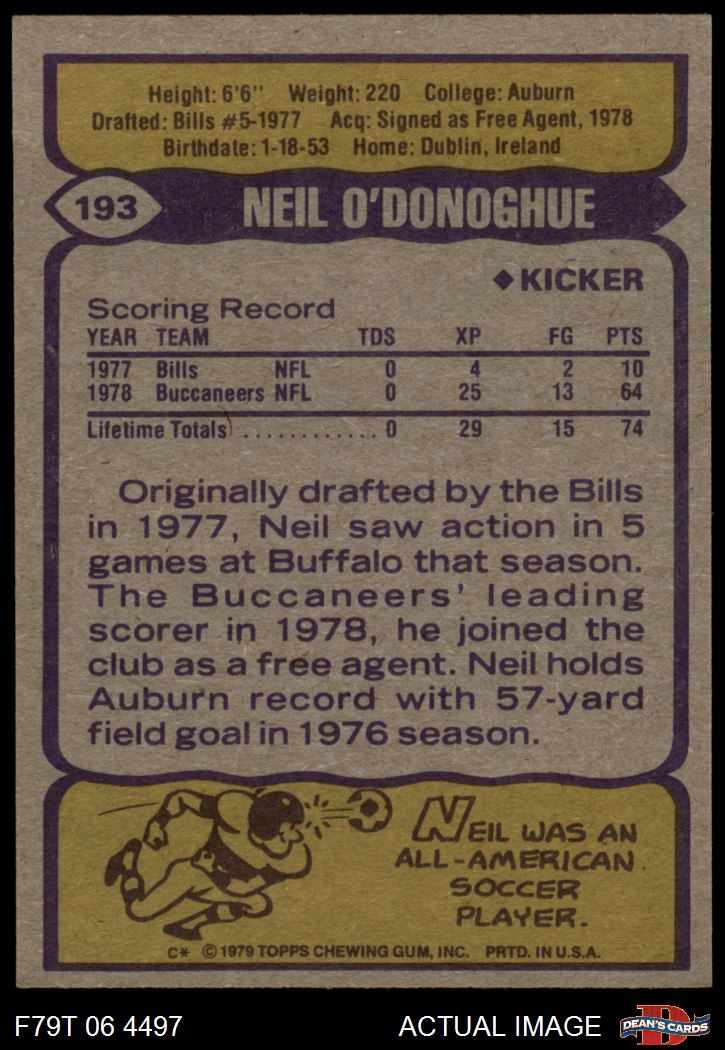 Height: 6'6" Weight: 220 College: Auburn
Drafted: Bills #5-1977 Acq: Signed as Free Agent, 1978
Birthdate: 1-18-53 Home: Dublin, Ireland
193 NEIL O'DONOGHUE
◆KICKER
Scoring Record
YEAR TEAM TDS XP FG PTS
1977 Bills NFL 0 4 2 10
1978 Buccaneers NFL 0 25 13 64
Lifetime Totals ............ 0 29 15 74
Originally drafted by the Bills
in 1977, Neil saw action in 5
games at Buffalo that season.
The Buccaneers' leading
scorer in 1978, he joined the
club as a free agent. Neil holds
Auburn record with 57-yard
field goal in 1976 season.
NEIL WAS AN
ALL-AMERICAN
SOCCER
PLAYER.
C* © 1979 TOPPS CHEWING GUM, INC. PRTD. IN U.S.A.
F79T 06 4497 ACTUAL IMAGE D DEAN'S CARDS